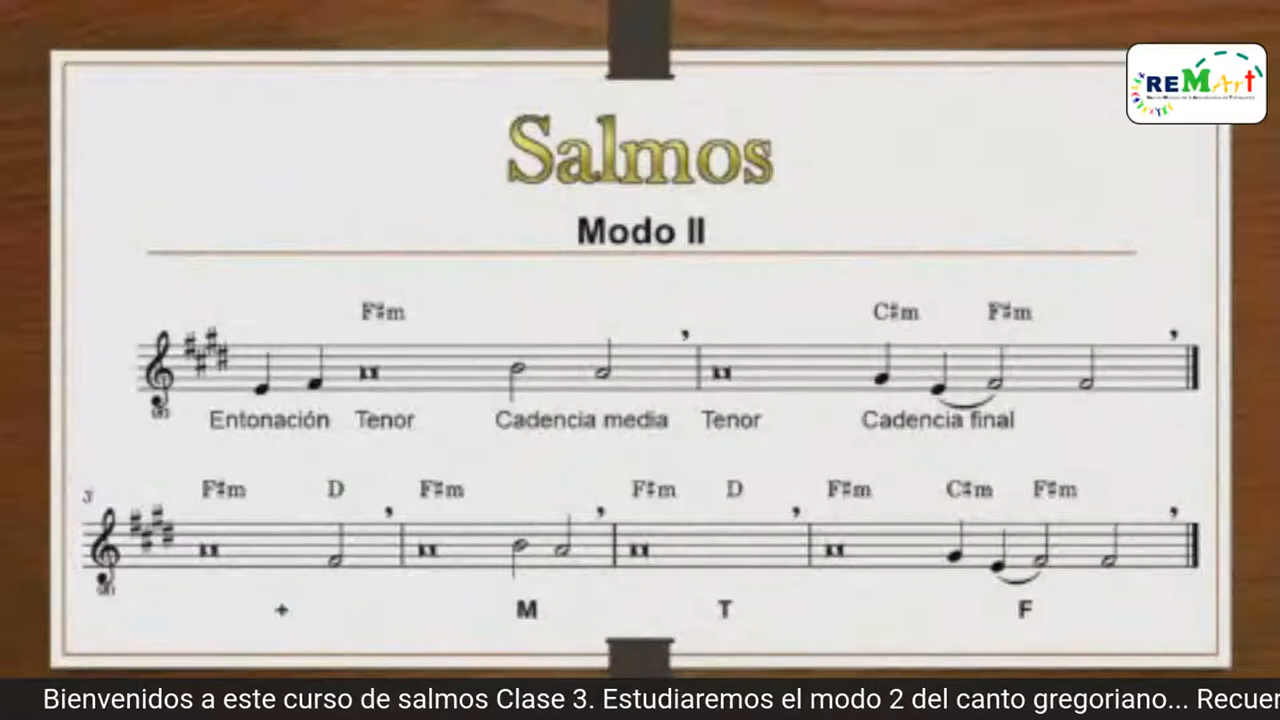 REMArt
Salmos
Modo II
F#m C#m F#m
Entonación Tenor Cadencia media Tenor Cadencia final
3 F#m D F#m F#m D F#m C#m F#m
+ M T F
Bienvenidos a este curso de salmos Clase 3. Estudiaremos el modo 2 del canto gregoriano... Recuer